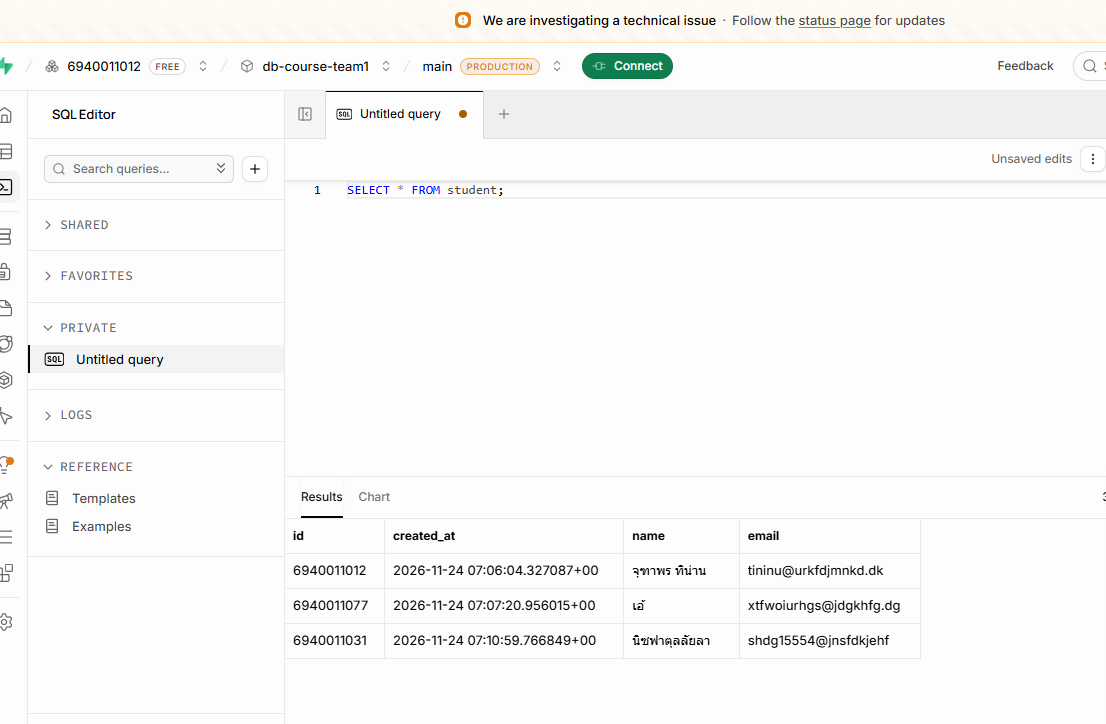 We are investigating a technical issue · Follow the status page for updates
/ 6940011012 FREE / db-course-team1 / main PRODUCTION Connect Feedback
SQL Editor
SQL Untitled query
Search queries...
Unsaved edits
1 SELECT * FROM student;
SHARED
FAVORITES
PRIVATE
SQL Untitled query
LOGS
REFERENCE
Templates
Examples
Results Chart
id created_at name email
6940011012 2026-11-24 07:06:04.327087+00 จุฑาพร ทิน่าน tininu@urkfdjmnkd.dk
6940011077 2026-11-24 07:07:20.956015+00 เอ้ xtfwoiurhgs@jdgkhfg.dg
6940011031 2026-11-24 07:10:59.766849+00 นิชฟาตุลลัยลา shdg15554@jnsfdkjehf